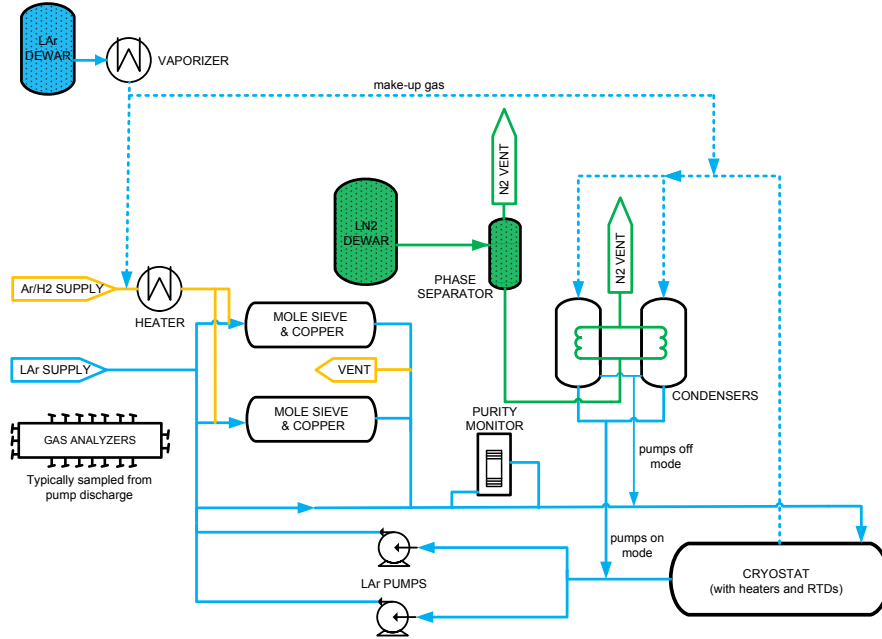 LAr
DEWAR
VAPORIZER
make-up gas
N2 VENT
LN2
DEWAR
N2 VENT
PHASE
SEPARATOR
Ar/H2 SUPPLY
HEATER
MOLE SIEVE
& COPPER
LAr SUPPLY
VENT
CONDENSERS
MOLE SIEVE
& COPPER
PURITY
MONITOR
GAS ANALYZERS
Typically sampled from
pump discharge
pumps off
mode
pumps on
mode
LAr PUMPS
CRYOSTAT
(with heaters and RTDs)